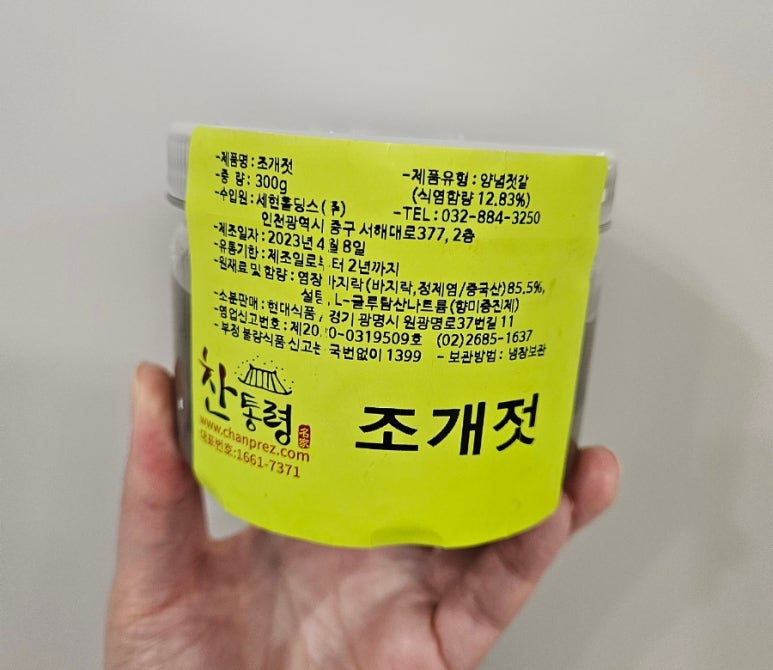 -제품명 : 조개젓
-중 량 : 300g
-제품유형 : 양념젓갈
(식염함량 12.83%)
-수입원 : 세현홀딩스(주)
-TEL : 032-884-3250
인천광역시 중구 서해대로377, 2층
-제조일자 : 2023년 4월 8일
-유통기한 : 제조일로부터 2년까지
-원재료 및 함량 : 염장 바지락 (바지락,정제염/중국산)85.5%,
설탕, L-글루탐산나트륨(향미증진제)
-소분판매 : 현대식품, 경기 광명시 원광명로37번길 11
-영업신고번호 : 제2020-0319509호 (02)2685-1637
-부정 불량식품 신고는 국번없이 1399 - 보관방법 : 냉장보관
찬통령
名家
www.chanprez.com
대표번호:1661-7371
조개젓